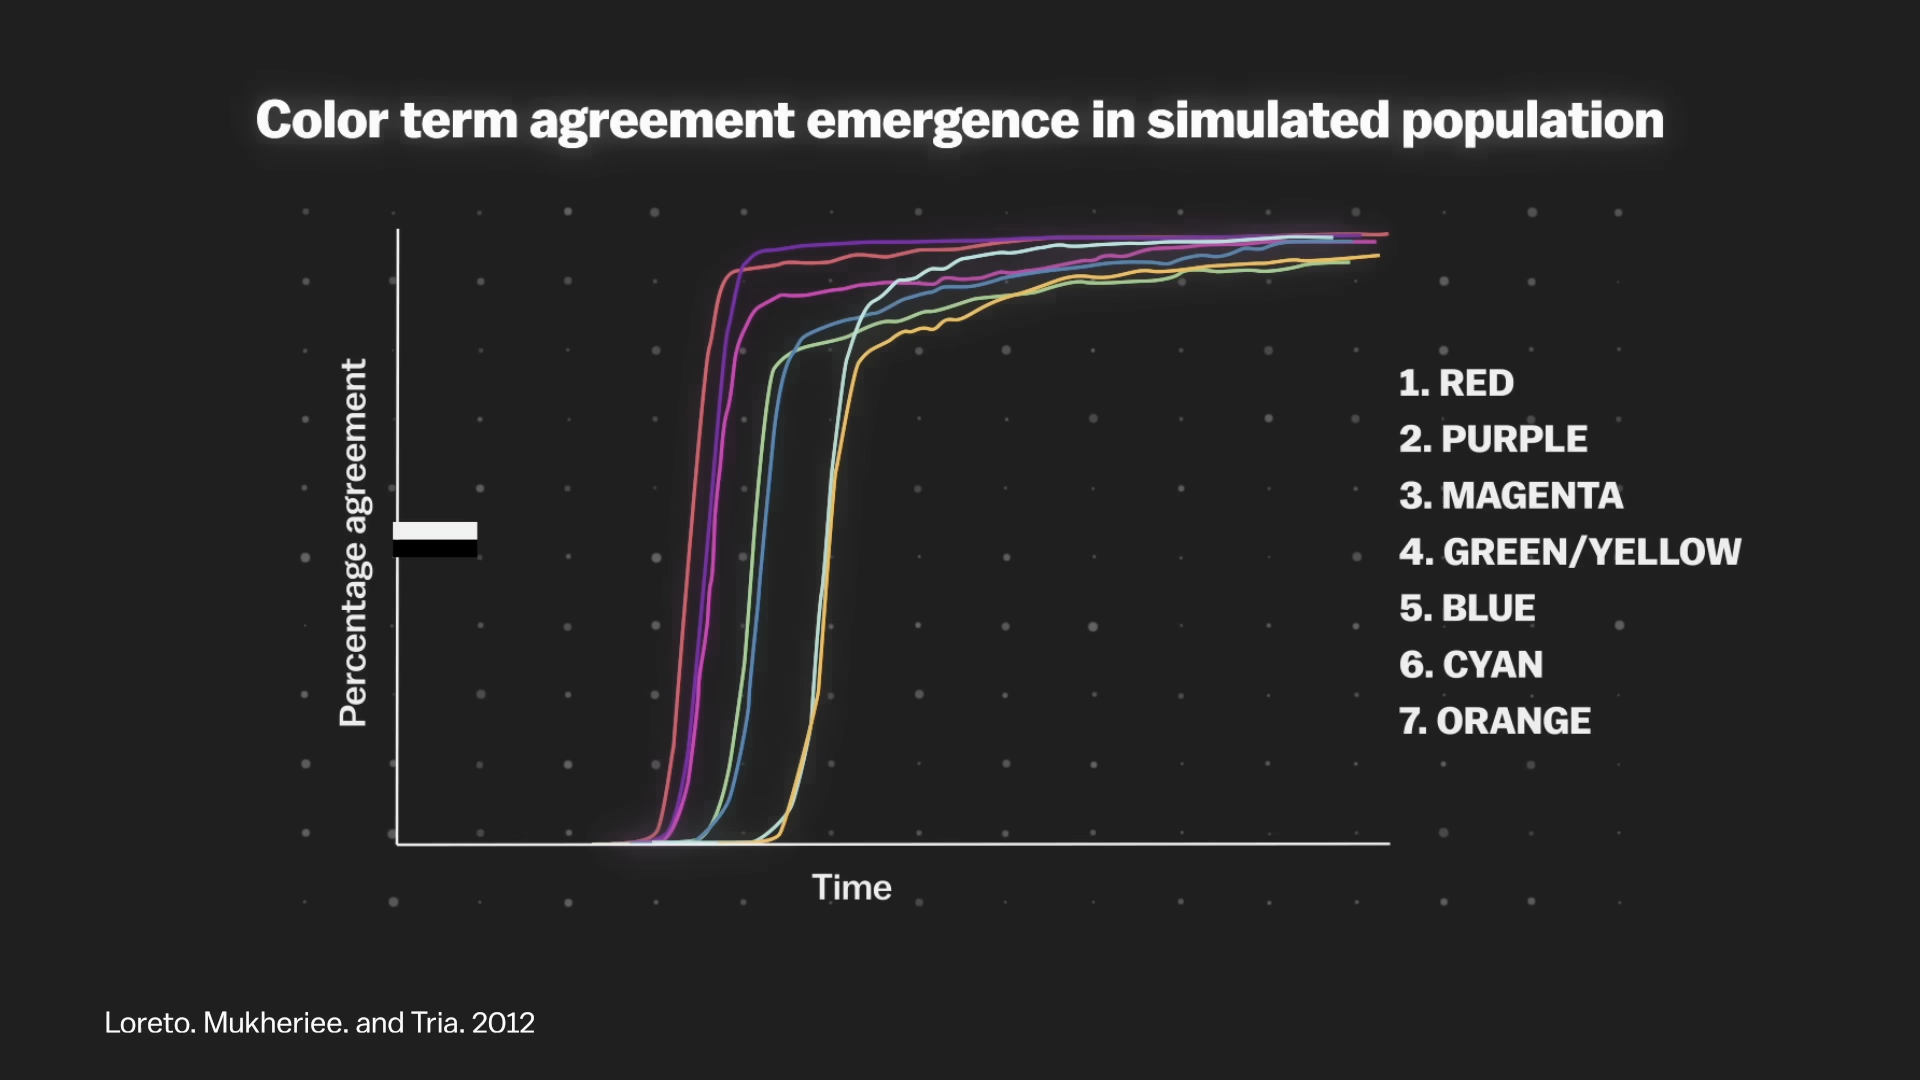 Color term agreement emergence in simulated population
Percentage agreement
1. RED
2. PURPLE
3. MAGENTA
4. GREEN/YELLOW
5. BLUE
6. CYAN
7. ORANGE
Time
Loreto. Mukheriee. and Tria. 2012